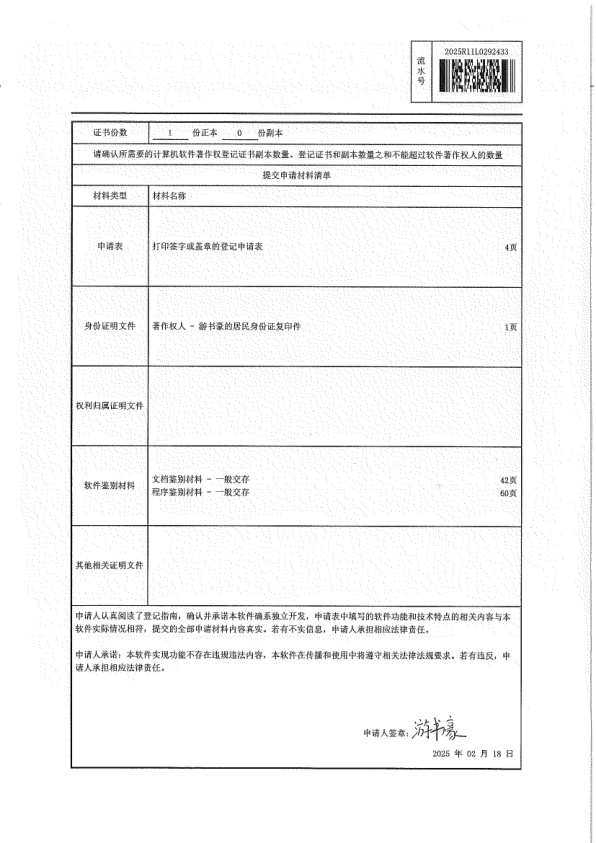 流水号
2025R11L0292433
证书份数 1 份正本 0 份副本
请确认所需要的计算机软件著作权登记证书副本数量。登记证书和副本数量之和不能超过软件著作权人的数量
提交申请材料清单
材料类型 材料名称
申请表 打印签字或盖章的登记申请表 4页
身份证明文件 著作权人 - 游书豪的居民身份证复印件 1页
权利归属证明文件
软件鉴别材料 文档鉴别材料 - 一般交存 42页
程序鉴别材料 - 一般交存 60页
其他相关证明文件
申请人认真阅读了登记指南，确认并承诺本软件确系独立开发，申请表中填写的软件功能和技术特点的相关内容与本
软件实际情况相符，提交的全部申请材料内容真实。若有不实信息，申请人承担相应法律责任。
申请人承诺：本软件实现功能不存在违规违法内容，本软件在传播和使用中将遵守相关法律法规要求。若有违反，申
请人承担相应法律责任。
申请人签章：游书豪
2025 年 02 月 18 日